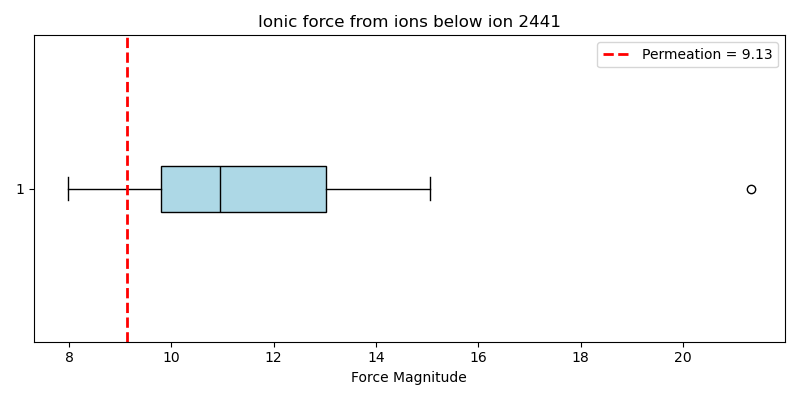 Ionic force from ions below ion 2441
Permeation = 9.13
1
8 10 12 14 16 18 20
Force Magnitude